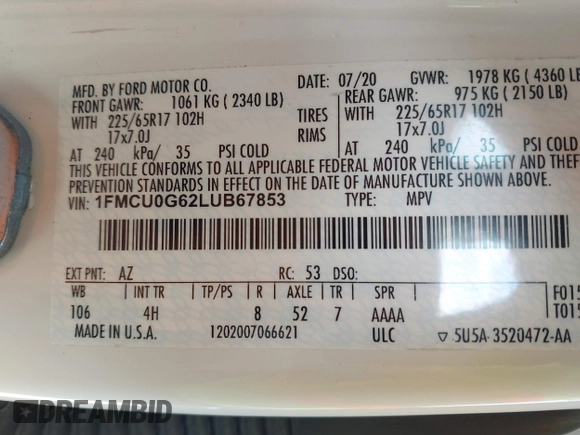 MFD. BY FORD MOTOR CO.
DATE: 07/20 GVWR: 1978 KG ( 4360 LB
FRONT GAWR: 1061 KG ( 2340 LB)
REAR GAWR: 975 KG ( 2150 LB)
WITH 225/65R17 102H TIRES WITH 225/65R17 102H
17x7.0J RIMS 17x7.0J
AT 240 kPa/ 35 PSI COLD AT 240 kPa/ 35 PSI COLD
THIS VEHICLE CONFORMS TO ALL APPLICABLE FEDERAL MOTOR VEHICLE SAFETY AND THEFT
PREVENTION STANDARDS IN EFFECT ON THE DATE OF MANUFACTURE SHOWN ABOVE.
VIN: 1FMCU0G62LUB67853 TYPE: MPV
EXT PNT: AZ RC: 53 DSO:
WB INT TR TP/PS R AXLE TR SPR
106 4H 8 52 7 AAAA
F015
T015
MADE IN U.S.A. 1202007066621 ULC ▽ 5U5A-3520472-AA
DREAMBID